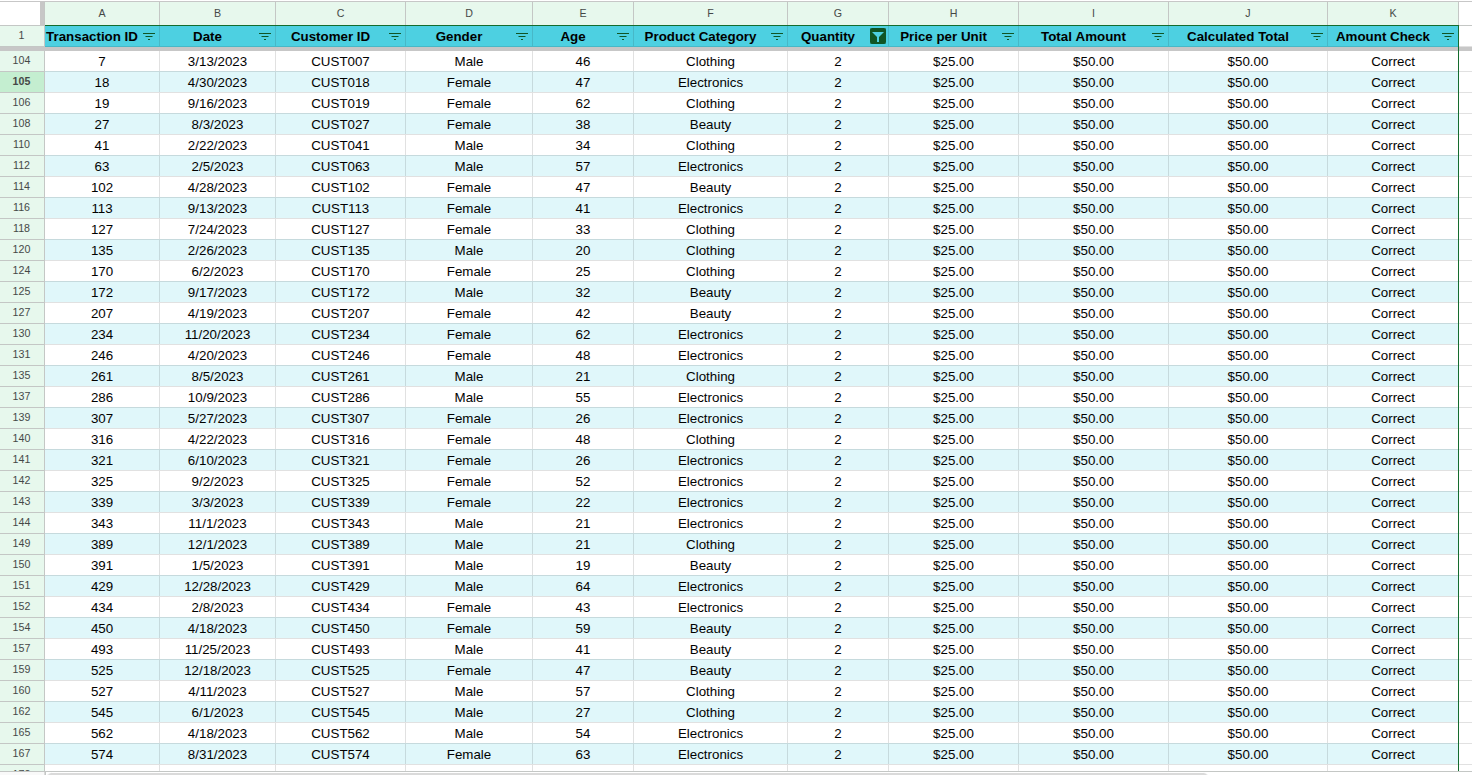 A B C D E F G H I J K
1 Transaction ID Date Customer ID Gender Age Product Category Quantity Price per Unit Total Amount Calculated Total Amount Check
104 7 3/13/2023 CUST007 Male 46 Clothing 2 $25.00 $50.00 $50.00 Correct
105 18 4/30/2023 CUST018 Female 47 Electronics 2 $25.00 $50.00 $50.00 Correct
106 19 9/16/2023 CUST019 Female 62 Clothing 2 $25.00 $50.00 $50.00 Correct
108 27 8/3/2023 CUST027 Female 38 Beauty 2 $25.00 $50.00 $50.00 Correct
110 41 2/22/2023 CUST041 Male 34 Clothing 2 $25.00 $50.00 $50.00 Correct
112 63 2/5/2023 CUST063 Male 57 Electronics 2 $25.00 $50.00 $50.00 Correct
114 102 4/28/2023 CUST102 Female 47 Beauty 2 $25.00 $50.00 $50.00 Correct
116 113 9/13/2023 CUST113 Female 41 Electronics 2 $25.00 $50.00 $50.00 Correct
118 127 7/24/2023 CUST127 Female 33 Clothing 2 $25.00 $50.00 $50.00 Correct
120 135 2/26/2023 CUST135 Male 20 Clothing 2 $25.00 $50.00 $50.00 Correct
124 170 6/2/2023 CUST170 Female 25 Clothing 2 $25.00 $50.00 $50.00 Correct
125 172 9/17/2023 CUST172 Male 32 Beauty 2 $25.00 $50.00 $50.00 Correct
127 207 4/19/2023 CUST207 Female 42 Beauty 2 $25.00 $50.00 $50.00 Correct
130 234 11/20/2023 CUST234 Female 62 Electronics 2 $25.00 $50.00 $50.00 Correct
131 246 4/20/2023 CUST246 Female 48 Electronics 2 $25.00 $50.00 $50.00 Correct
135 261 8/5/2023 CUST261 Male 21 Clothing 2 $25.00 $50.00 $50.00 Correct
137 286 10/9/2023 CUST286 Male 55 Electronics 2 $25.00 $50.00 $50.00 Correct
139 307 5/27/2023 CUST307 Female 26 Electronics 2 $25.00 $50.00 $50.00 Correct
140 316 4/22/2023 CUST316 Female 48 Clothing 2 $25.00 $50.00 $50.00 Correct
141 321 6/10/2023 CUST321 Female 26 Electronics 2 $25.00 $50.00 $50.00 Correct
142 325 9/2/2023 CUST325 Female 52 Electronics 2 $25.00 $50.00 $50.00 Correct
143 339 3/3/2023 CUST339 Female 22 Electronics 2 $25.00 $50.00 $50.00 Correct
144 343 11/1/2023 CUST343 Male 21 Electronics 2 $25.00 $50.00 $50.00 Correct
149 389 12/1/2023 CUST389 Male 21 Clothing 2 $25.00 $50.00 $50.00 Correct
150 391 1/5/2023 CUST391 Male 19 Beauty 2 $25.00 $50.00 $50.00 Correct
151 429 12/28/2023 CUST429 Male 64 Electronics 2 $25.00 $50.00 $50.00 Correct
152 434 2/8/2023 CUST434 Female 43 Electronics 2 $25.00 $50.00 $50.00 Correct
154 450 4/18/2023 CUST450 Female 59 Beauty 2 $25.00 $50.00 $50.00 Correct
157 493 11/25/2023 CUST493 Male 41 Beauty 2 $25.00 $50.00 $50.00 Correct
159 525 12/18/2023 CUST525 Female 47 Beauty 2 $25.00 $50.00 $50.00 Correct
160 527 4/11/2023 CUST527 Male 57 Clothing 2 $25.00 $50.00 $50.00 Correct
162 545 6/1/2023 CUST545 Male 27 Clothing 2 $25.00 $50.00 $50.00 Correct
165 562 4/18/2023 CUST562 Male 54 Electronics 2 $25.00 $50.00 $50.00 Correct
167 574 8/31/2023 CUST574 Female 63 Electronics 2 $25.00 $50.00 $50.00 Correct